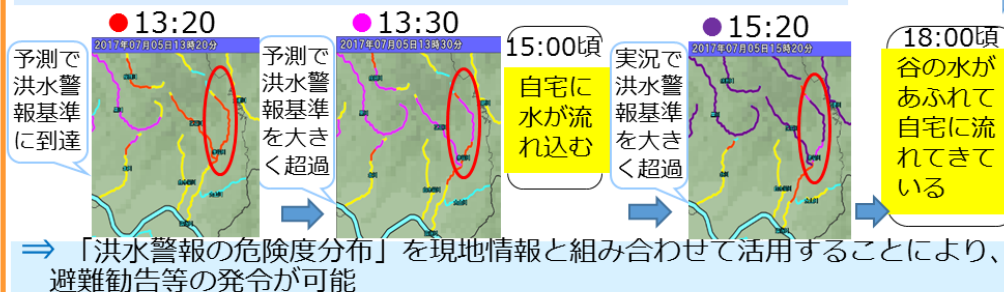 ●13:20
2017年07月05日13時20分
予測で
洪水警
報基準
に到達
●13:30
2017年07月05日13時30分
予測で
洪水警
報基準
を大き
く超過
15:00頃
自宅に
水が流
れ込む
●15:20
2017年07月05日15時20分
実況で
洪水警
報基準
を大き
く超過
18:00頃
谷の水が
あふれて
自宅に流
れてきて
いる
⇒ 「洪水警報の危険度分布」を現地情報と組み合わせて活用することにより、
避難勧告等の発令が可能